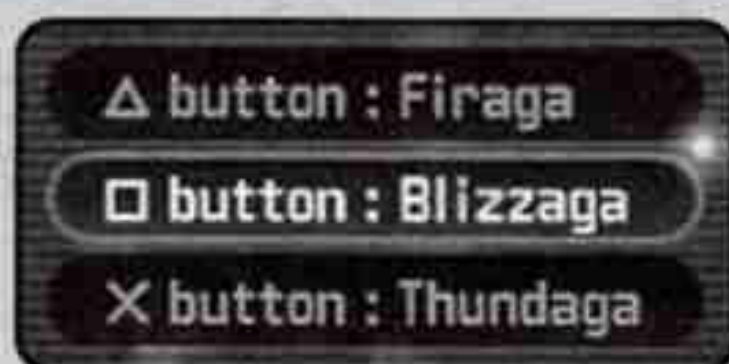 △ button : Firaga
□ button : Blizzaga
✕ button : Thundaga